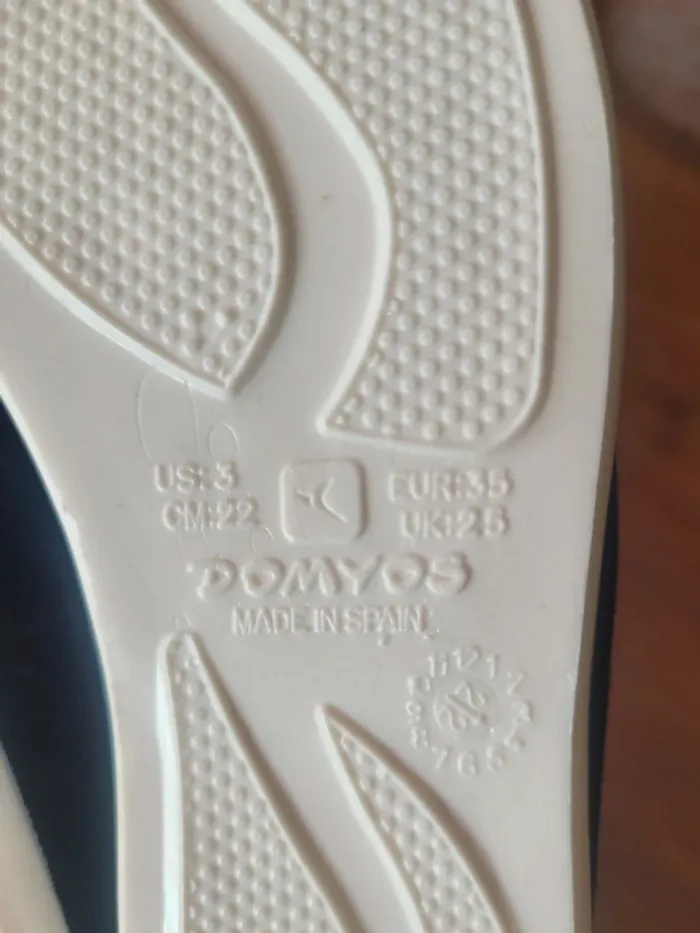 US: 3
CM:22
EUR:35
UK:2.5
DOMYOS
MADE IN SPAIN